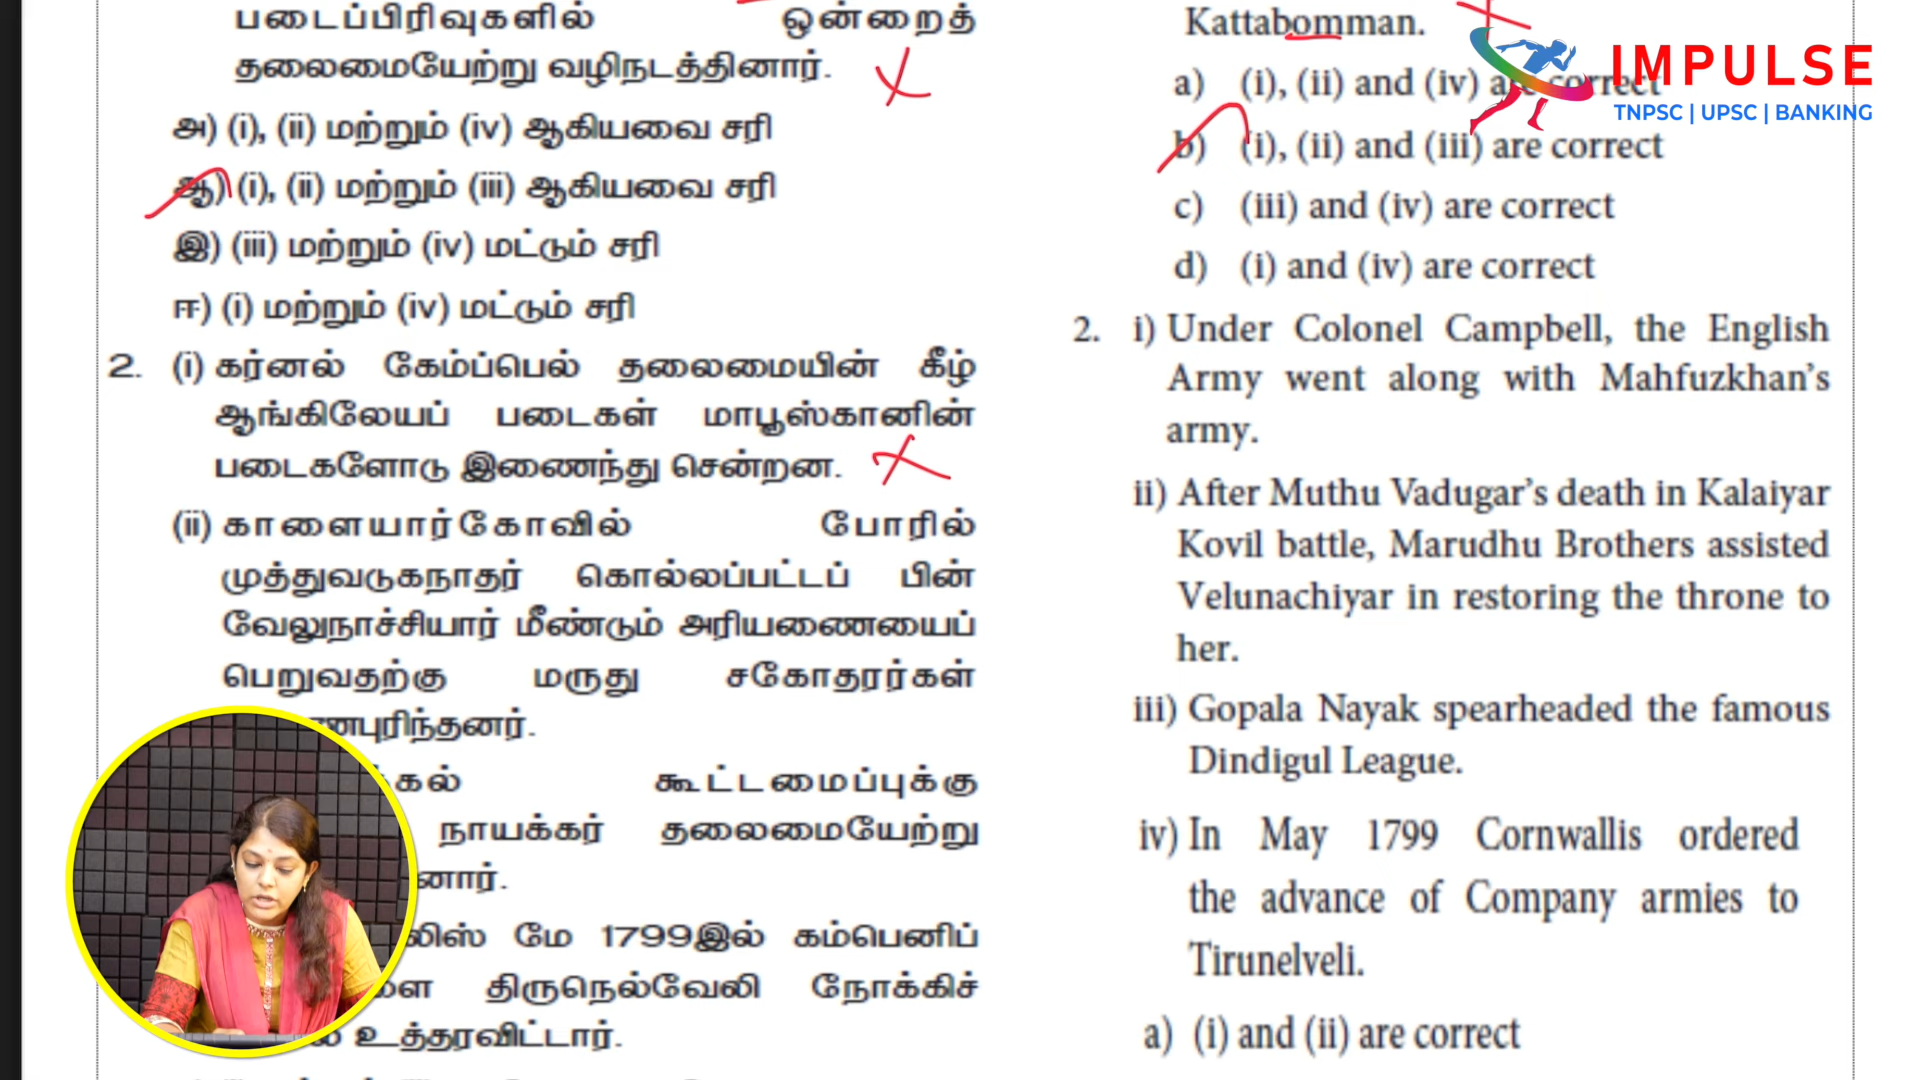 படைப்பிரிவுகளில் ஒன்றைத்
தலைமையேற்று வழிநடத்தினார்.
அ) (i), (ii) மற்றும் (iv) ஆகியவை சரி
ஆ) (i), (ii) மற்றும் (iii) ஆகியவை சரி
இ) (iii) மற்றும் (iv) மட்டும் சரி
ஈ) (i) மற்றும் (iv) மட்டும் சரி
2. (i) கர்னல் கேம்ப்பெல் தலைமையின் கீழ்
ஆங்கிலேயப் படைகள் மாபூஸ்கானின்
படைகளோடு இணைந்து சென்றன.
(ii) காளையார்கோவில் போரில்
முத்துவடுகநாதர் கொல்லப்பட்டப் பின்
வேலுநாச்சியார் மீண்டும் அரியணையைப்
பெறுவதற்கு மருது சகோதரர்கள்
னபுரிந்தனர்.
கல் கூட்டமைப்புக்கு
நாயக்கர் தலைமையேற்று
னார்.
லிஸ் மே 1799இல் கம்பெனிப்
ளை திருநெல்வேலி நோக்கிச்
உத்தரவிட்டார்.
Kattabomman.
a) (i), (ii) and (iv) are correct
b) (i), (ii) and (iii) are correct
c) (iii) and (iv) are correct
d) (i) and (iv) are correct
2. i) Under Colonel Campbell, the English
Army went along with Mahfuzkhan's
army.
ii) After Muthu Vadugar's death in Kalaiyar
Kovil battle, Marudhu Brothers assisted
Velunachiyar in restoring the throne to
her.
iii) Gopala Nayak spearheaded the famous
Dindigul League.
iv) In May 1799 Cornwallis ordered
the advance of Company armies to
Tirunelveli.
a) (i) and (ii) are correct
IMPULSE
TNPSC | UPSC | BANKING